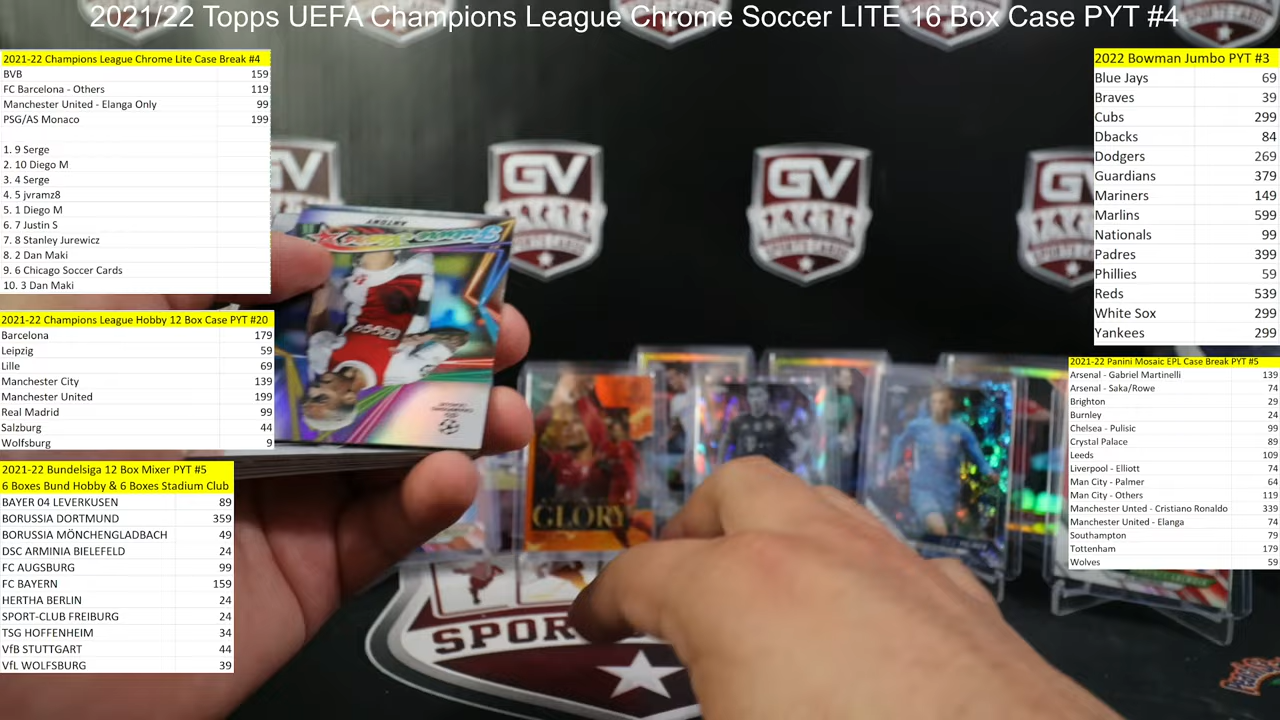 2021/22 Topps UEFA Champions League Chrome Soccer LITE 16 Box Case PYT #4
2021-22 Champions League Chrome Lite Case Break #4
BVB 159
FC Barcelona - Others 119
Manchester United - Elanga Only 99
PSG/AS Monaco 199
1. 9 Serge
2. 10 Diego M
3. 4 Serge
4. 5 jvramz8
5. 1 Diego M
6. 7 Justin S
7. 8 Stanley Jurewicz
8. 2 Dan Maki
9. 6 Chicago Soccer Cards
10. 3 Dan Maki
2021-22 Champions League Hobby 12 Box Case PYT #20
Barcelona 179
Leipzig 59
Lille 69
Manchester City 139
Manchester United 199
Real Madrid 99
Salzburg 44
Wolfsburg 9
2021-22 Bundelsiga 12 Box Mixer PYT #5
6 Boxes Bund Hobby & 6 Boxes Stadium Club
BAYER 04 LEVERKUSEN 89
BORUSSIA DORTMUND 359
BORUSSIA MÖNCHENGLADBACH 49
DSC ARMINIA BIELEFELD 24
FC AUGSBURG 99
FC BAYERN 159
HERTHA BERLIN 24
SPORT-CLUB FREIBURG 24
TSG HOFFENHEIM 34
VfB STUTTGART 44
VfL WOLFSBURG 39
2022 Bowman Jumbo PYT #3
Blue Jays 69
Braves 39
Cubs 299
Dbacks 84
Dodgers 269
Guardians 379
Mariners 149
Marlins 599
Nationals 99
Padres 399
Phillies 59
Reds 539
White Sox 299
Yankees 299
2021-22 Panini Mosaic EPL Case Break PYT #5
Arsenal - Gabriel Martinelli 139
Arsenal - Saka/Rowe 74
Brighton 29
Burnley 24
Chelsea - Pulisic 99
Crystal Palace 89
Leeds 109
Liverpool - Elliott 74
Man City - Palmer 64
Man City - Others 119
Manchester Unted - Cristiano Ronaldo 339
Manchester United - Elanga 74
Southampton 79
Tottenham 179
Wolves 59
GV
GV
GV
ANTONY
GLORY
SPOR